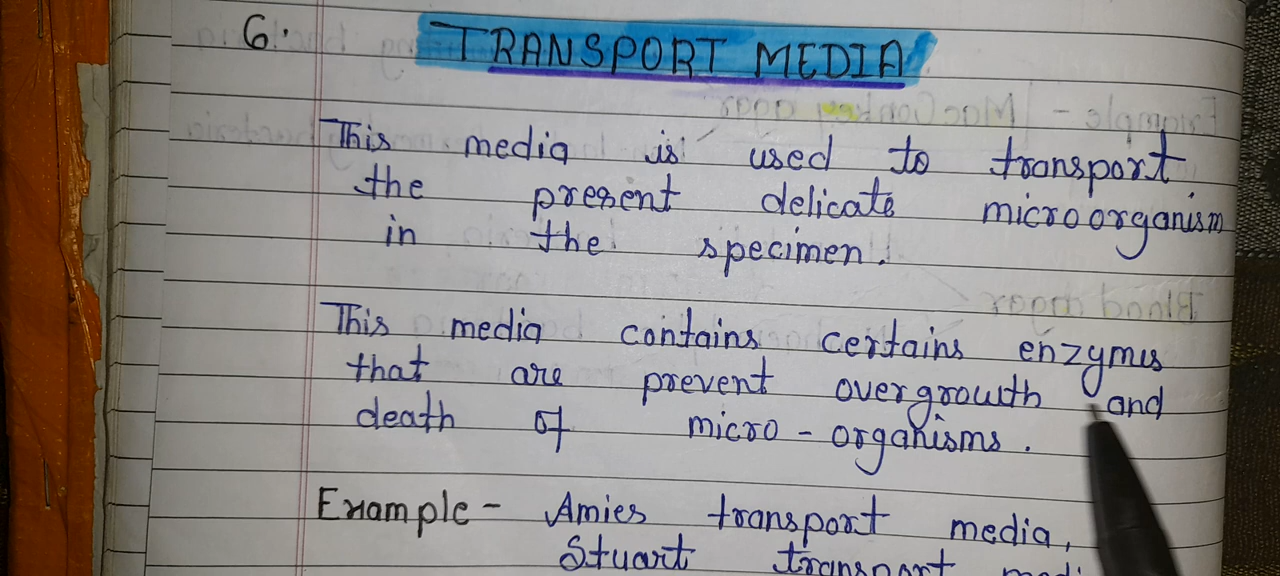 6. TRANSPORT MEDIA
This media is used to transport
the present delicate microorganism
in the specimen.
This media contains certains enzymes
that are prevent overgrowth and
death of micro-organisms.
Example - Amies transport media,
Stuart transport